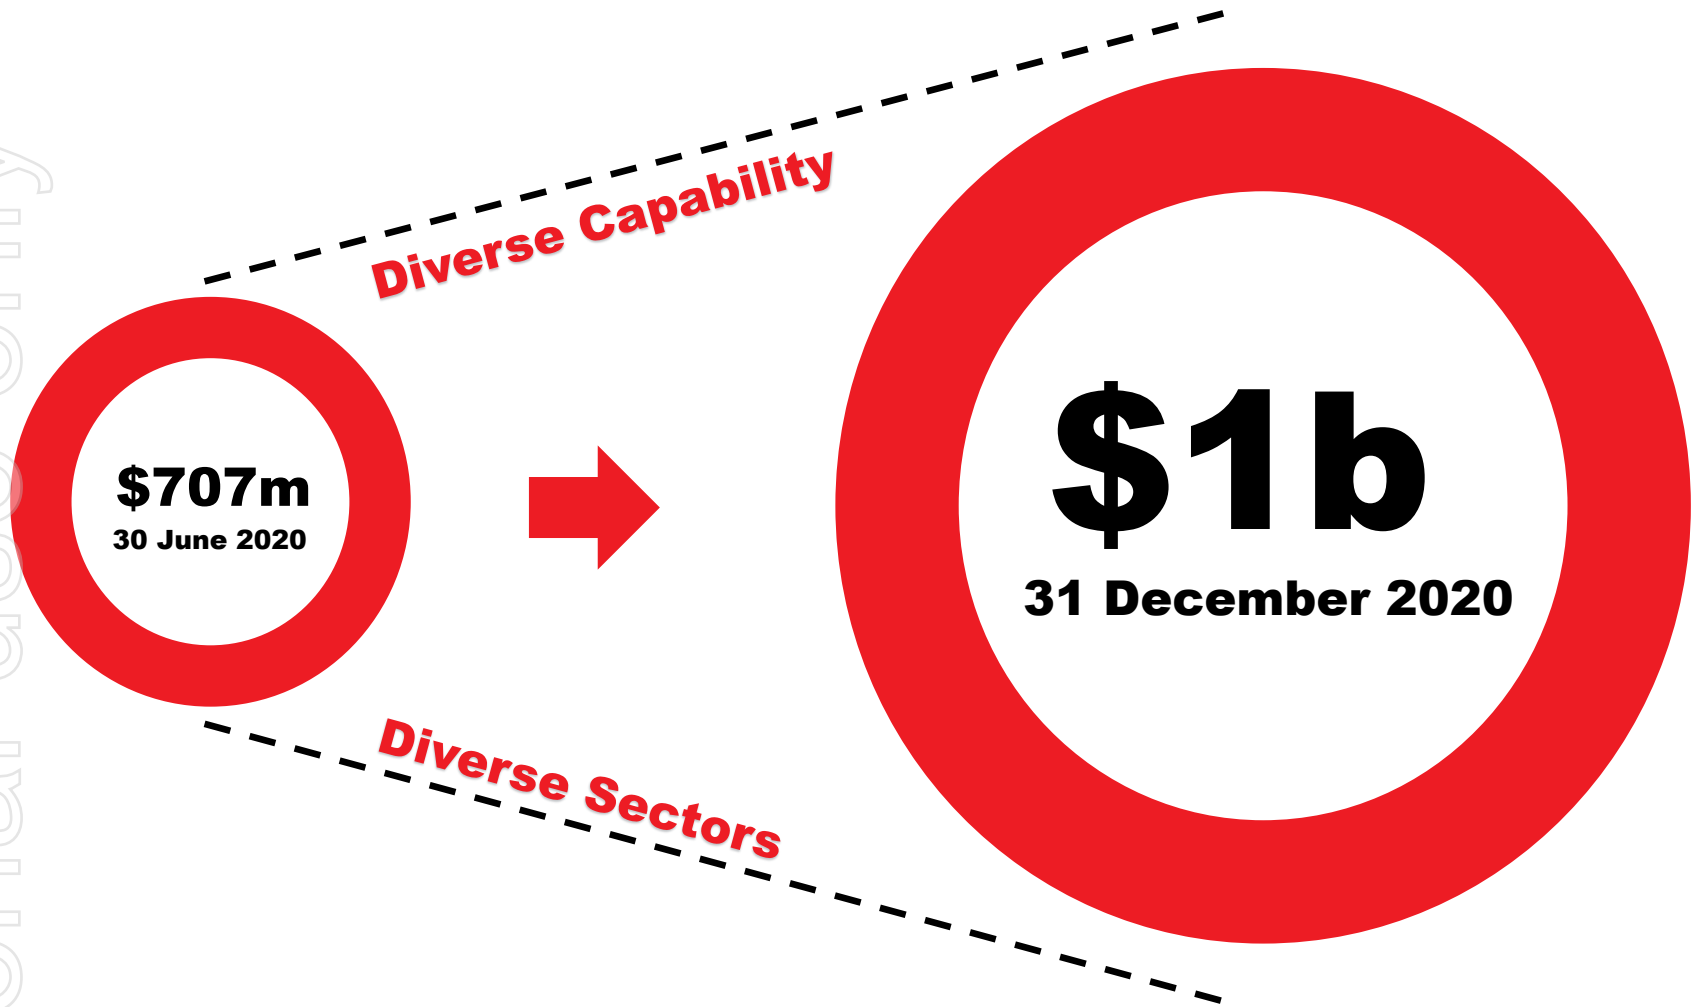 Diverse Capability
$707m
30 June 2020
$1b
31 December 2020
Diverse Sectors